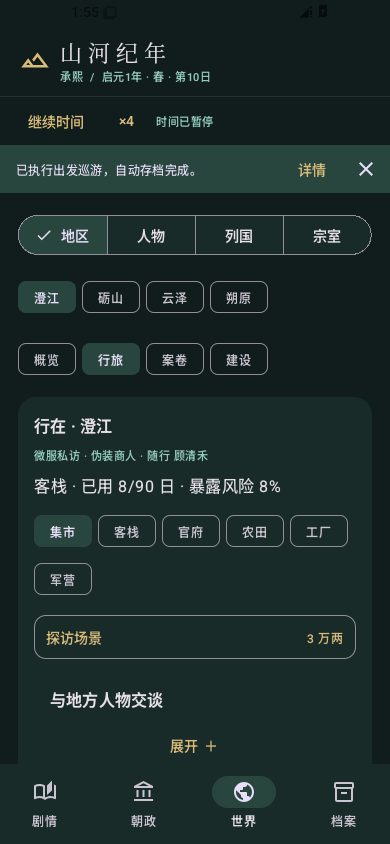 1:55
山河纪年
承熙 / 启元1年 · 春 · 第10日
继续时间 ×4 时间已暂停
已执行出发巡游，自动存档完成。 详情
地区 人物 列国 宗室
澄江 砺山 云泽 朔原
概览 行旅 案卷 建设
行在 · 澄江
微服私访 · 伪装商人 · 随行 顾清禾
客栈 · 已用 8/90 日 · 暴露风险 8%
集市 客栈 官府 农田 工厂
军营
探访场景 3 万两
与地方人物交谈
展开
剧情 朝政 世界 档案